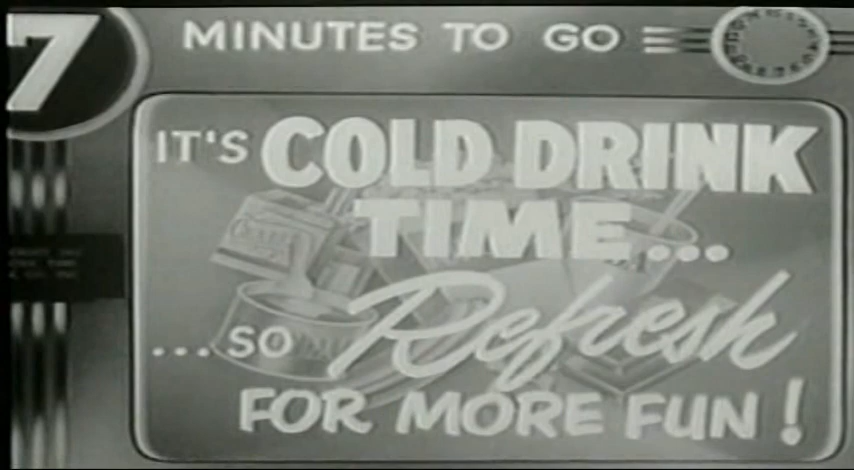 7 MINUTES TO GO
IT'S COLD DRINK
TIME...
...SO Refresh
FOR MORE FUN!